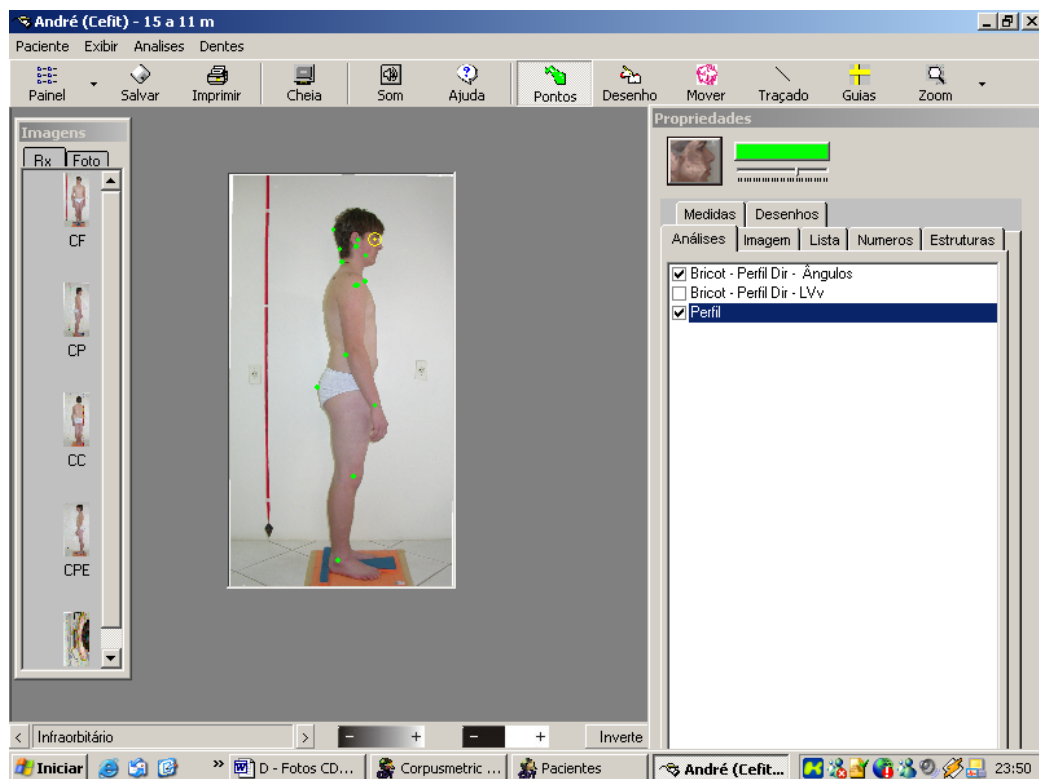 André (Cefit) - 15 a 11 m
Paciente Exibir Analises Dentes
Painel Salvar Imprimir Cheia Som Ajuda Pontos Desenho Mover Traçado Guias Zoom
Imagens
Rx Foto
CF
CP
CC
CPE
Propriedades
Medidas Desenhos
Análises Imagem Lista Numeros Estruturas
Bricot - Perfil Dir - Ângulos
Bricot - Perfil Dir - LVv
Perfil
< Infraorbitário > - + - + Inverte
Iniciar » D - Fotos CD... Corpusmetric ... Pacientes André (Cefit... 23:50